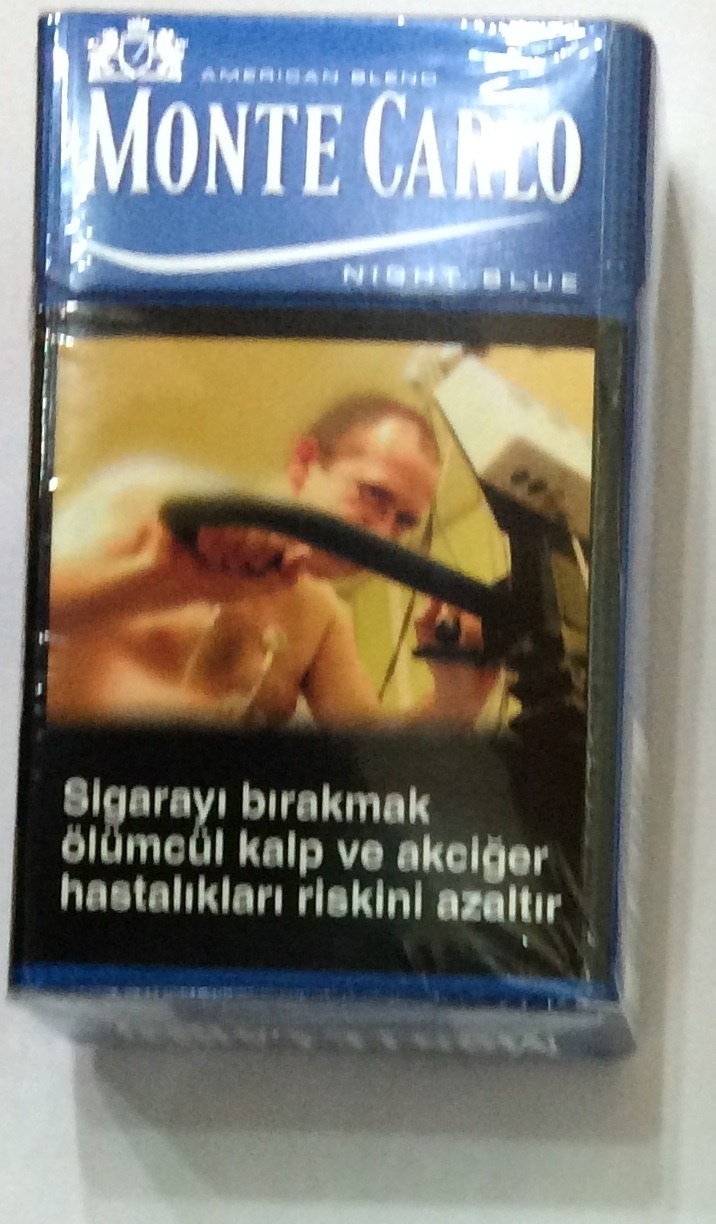 AMERICAN BLEND
MONTE CARLO
NIGHT BLUE
Sigarayı bırakmak
ölümcül kalp ve akciğer
hastalıkları riskini azaltır